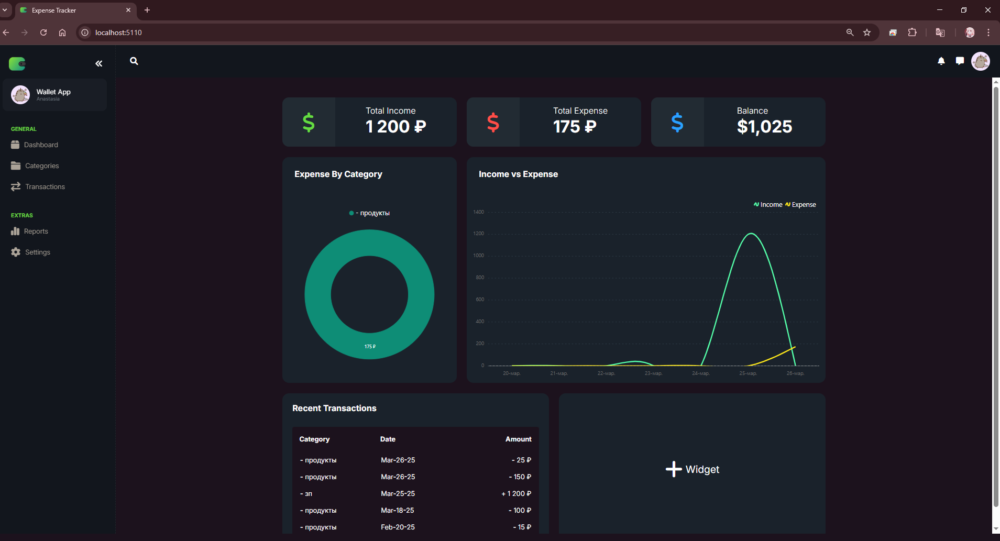 Expense Tracker
localhost:5110
Wallet App
Anastasia
GENERAL
Dashboard
Categories
Transactions
EXTRAS
Reports
Settings
Total Income
1 200 ₽
Total Expense
175 ₽
Balance
$1,025
Expense By Category
- продукты
175 ₽
Income vs Expense
Income Expense
1400
1200
1000
800
600
400
200
0
20-мар. 21-мар. 22-мар. 23-мар. 24-мар. 25-мар. 26-мар.
Recent Transactions
Category Date Amount
- продукты Mar-26-25 - 25 ₽
- продукты Mar-26-25 - 150 ₽
- зп Mar-25-25 + 1 200 ₽
- продукты Mar-18-25 - 100 ₽
- продукты Feb-20-25 - 15 ₽
Widget